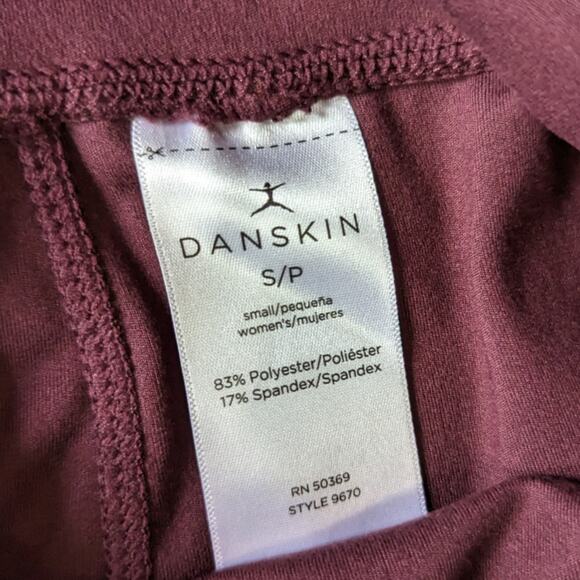 DANSKIN
S/P
small/pequeña
women's/mujeres
83% Polyester/Poliéster
17% Spandex/Spandex
RN 50369
STYLE 9670